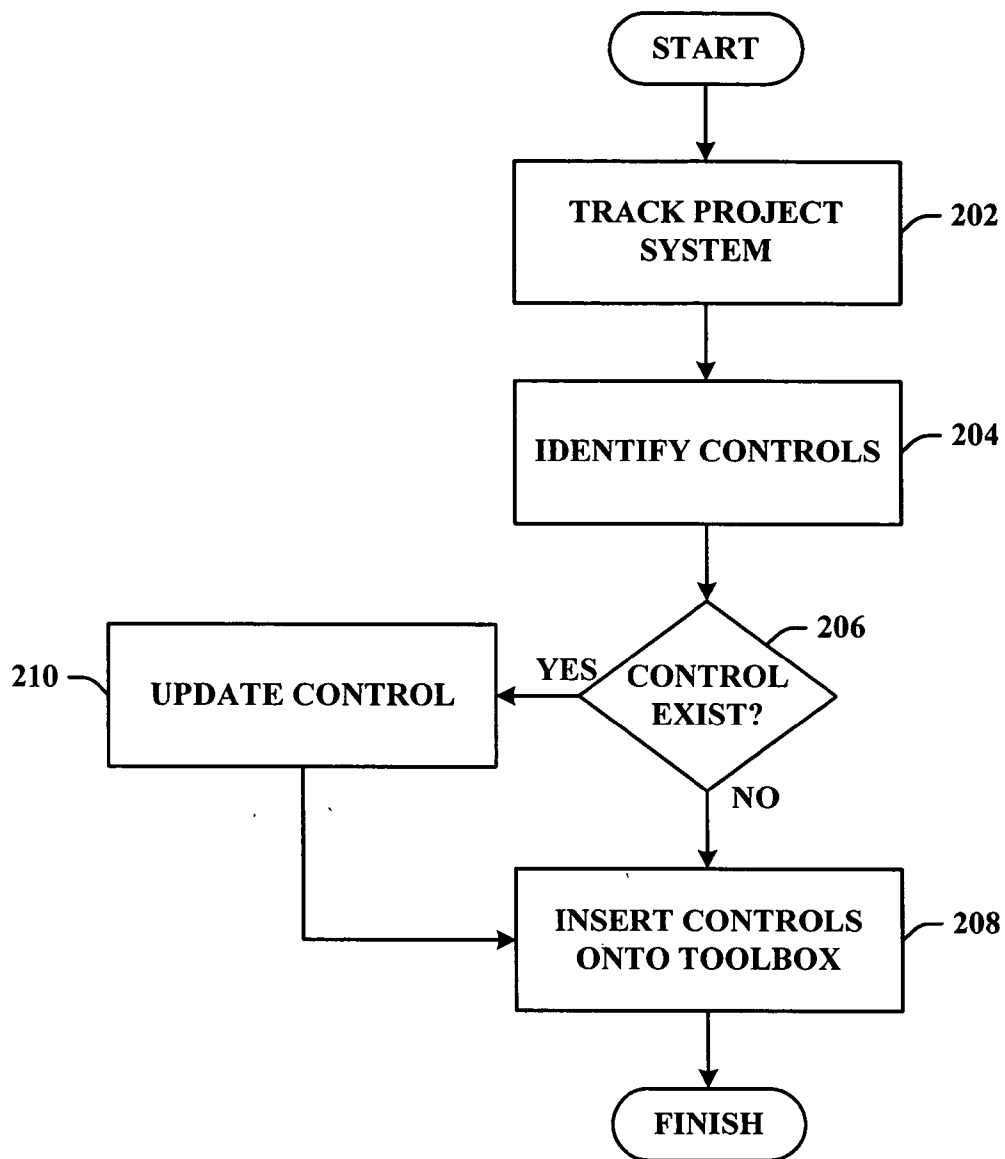 START
TRACK PROJECT
SYSTEM
202
IDENTIFY CONTROLS
204
206
CONTROL
EXIST?
YES
210
UPDATE CONTROL
NO
INSERT CONTROLS
ONTO TOOLBOX
208
FINISH